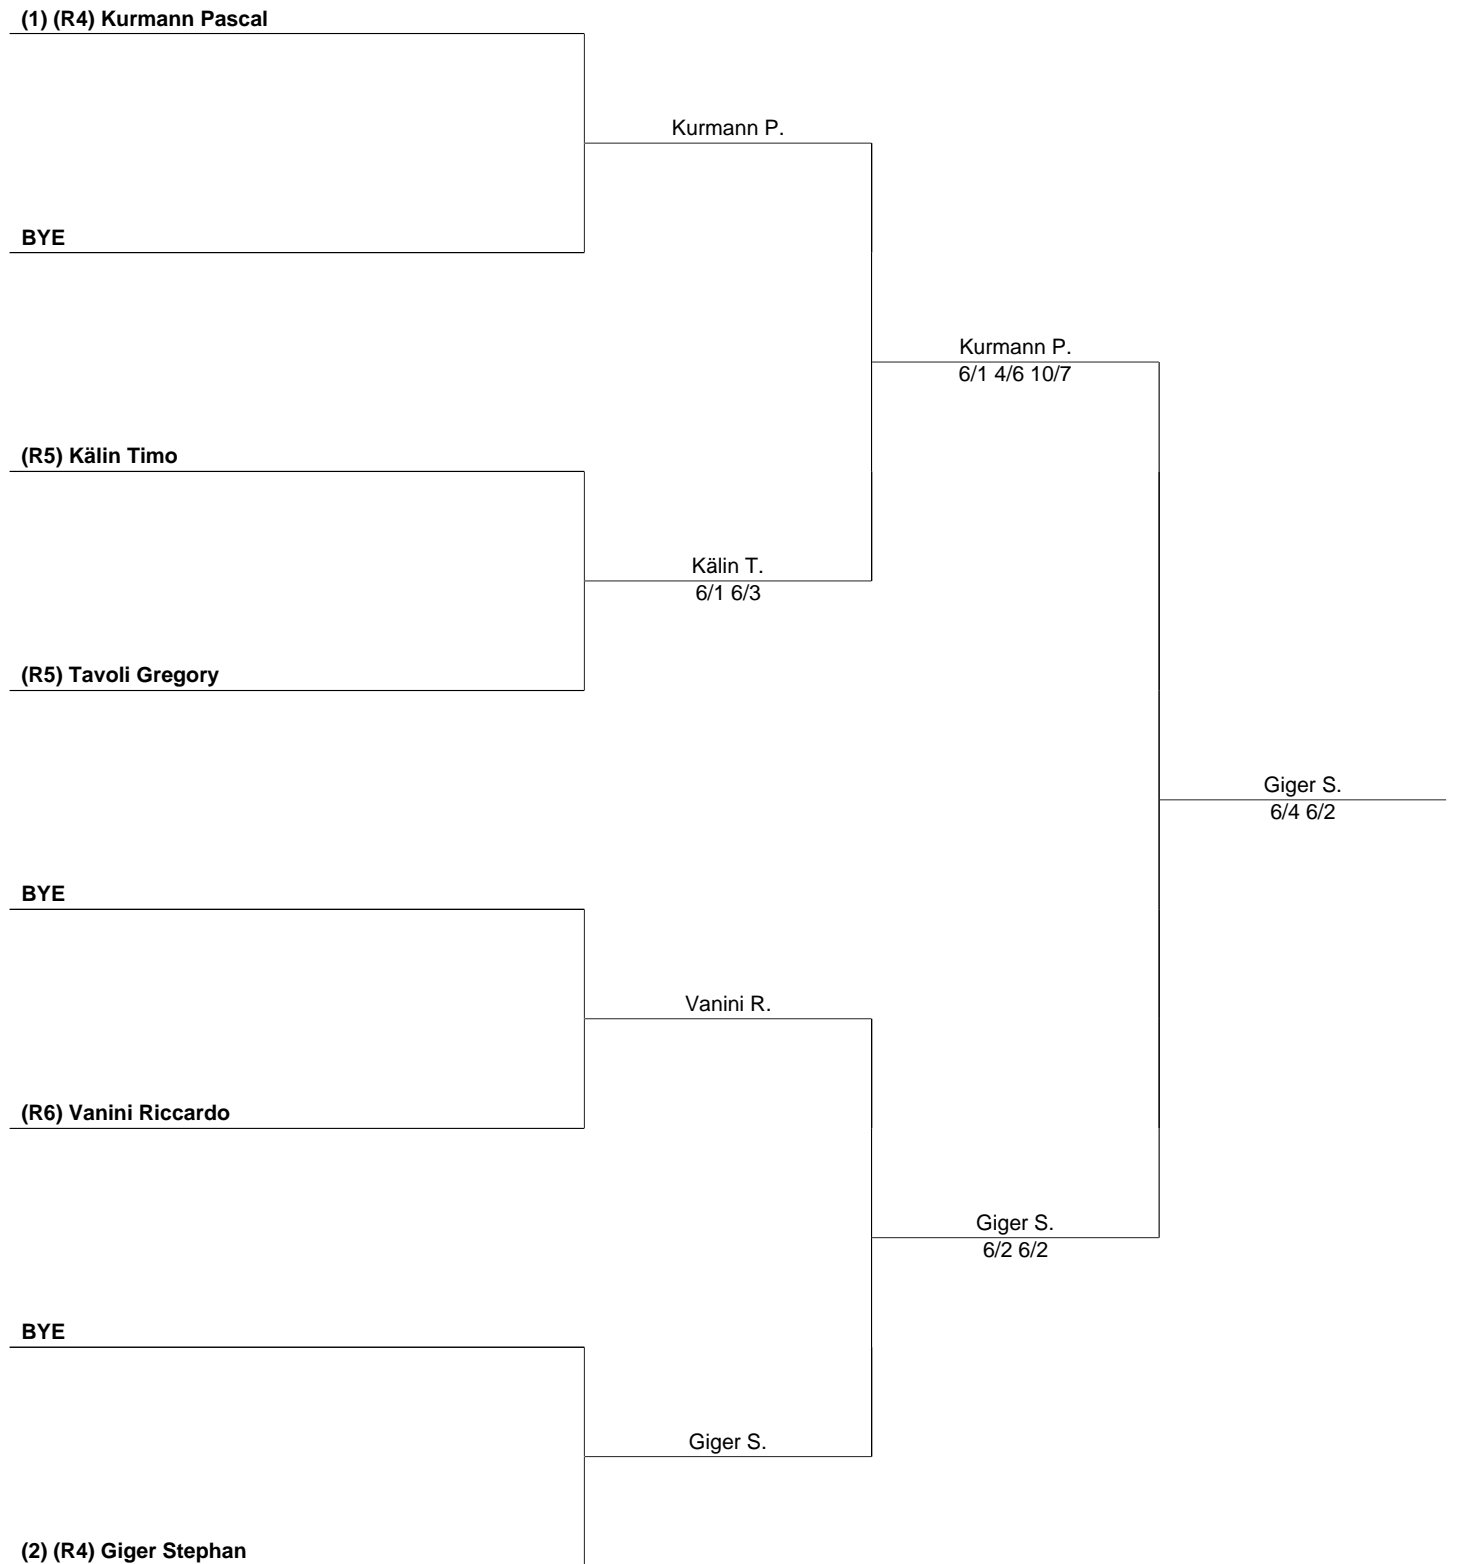 (1) (R4) Kurmann Pascal
Kurmann P.
BYE
Kurmann P.
6/1 4/6 10/7
(R5) Kälin Timo
Kälin T.
6/1 6/3
(R5) Tavoli Gregory
Giger S.
6/4 6/2
BYE
Vanini R.
(R6) Vanini Riccardo
Giger S.
6/2 6/2
BYE
Giger S.
(2) (R4) Giger Stephan